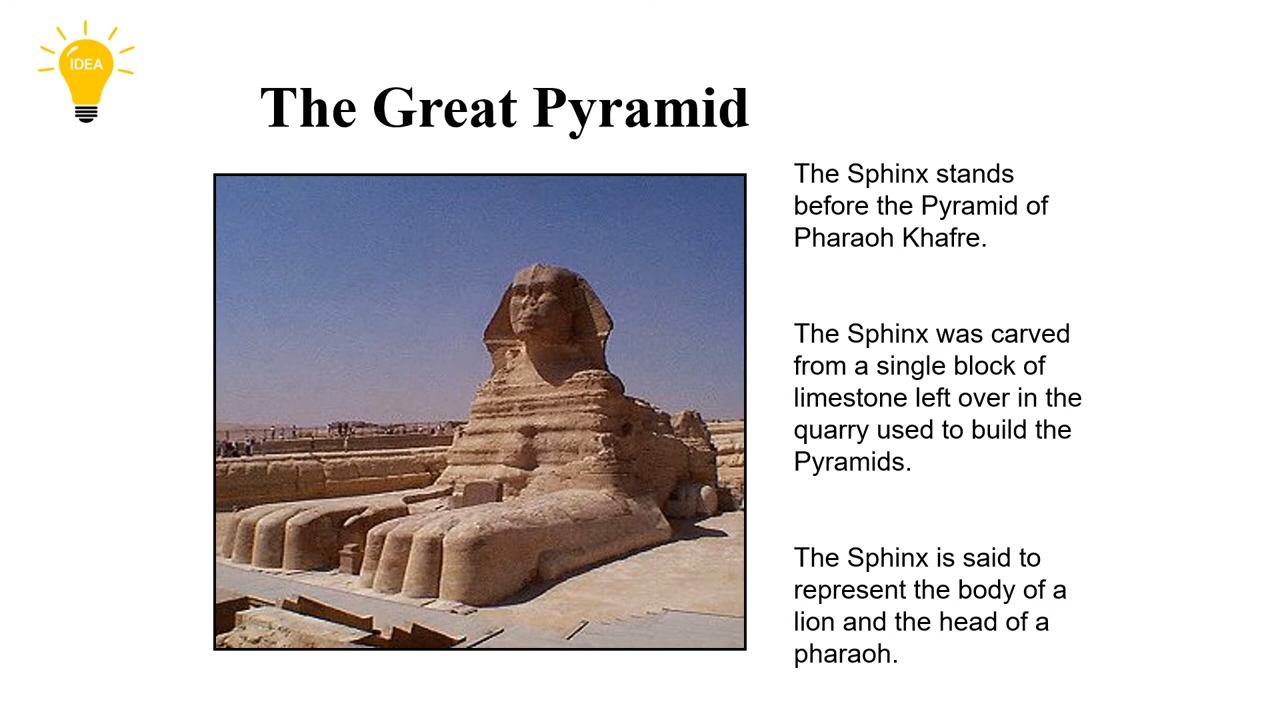 IDEA
The Great Pyramid
The Sphinx stands
before the Pyramid of
Pharaoh Khafre.
The Sphinx was carved
from a single block of
limestone left over in the
quarry used to build the
Pyramids.
The Sphinx is said to
represent the body of a
lion and the head of a
pharaoh.